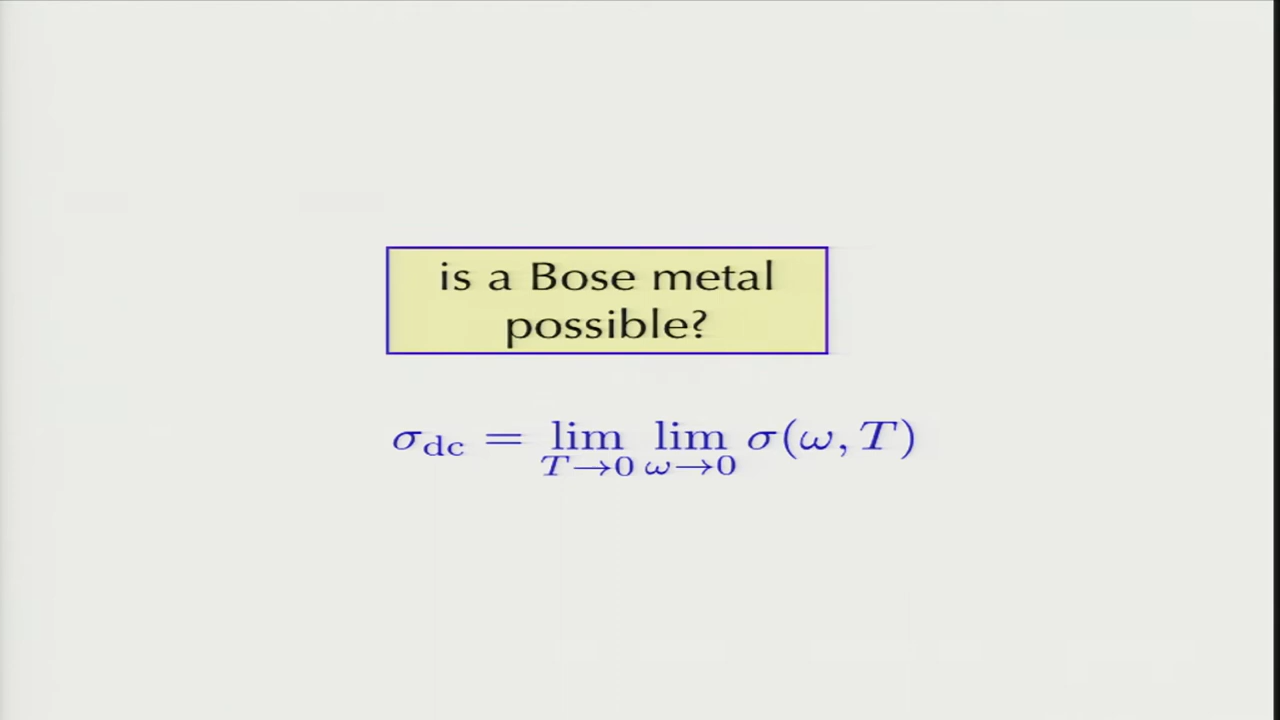 is a Bose metal
possible?
σ_dc = lim_{T→0} lim_{ω→0} σ(ω, T)